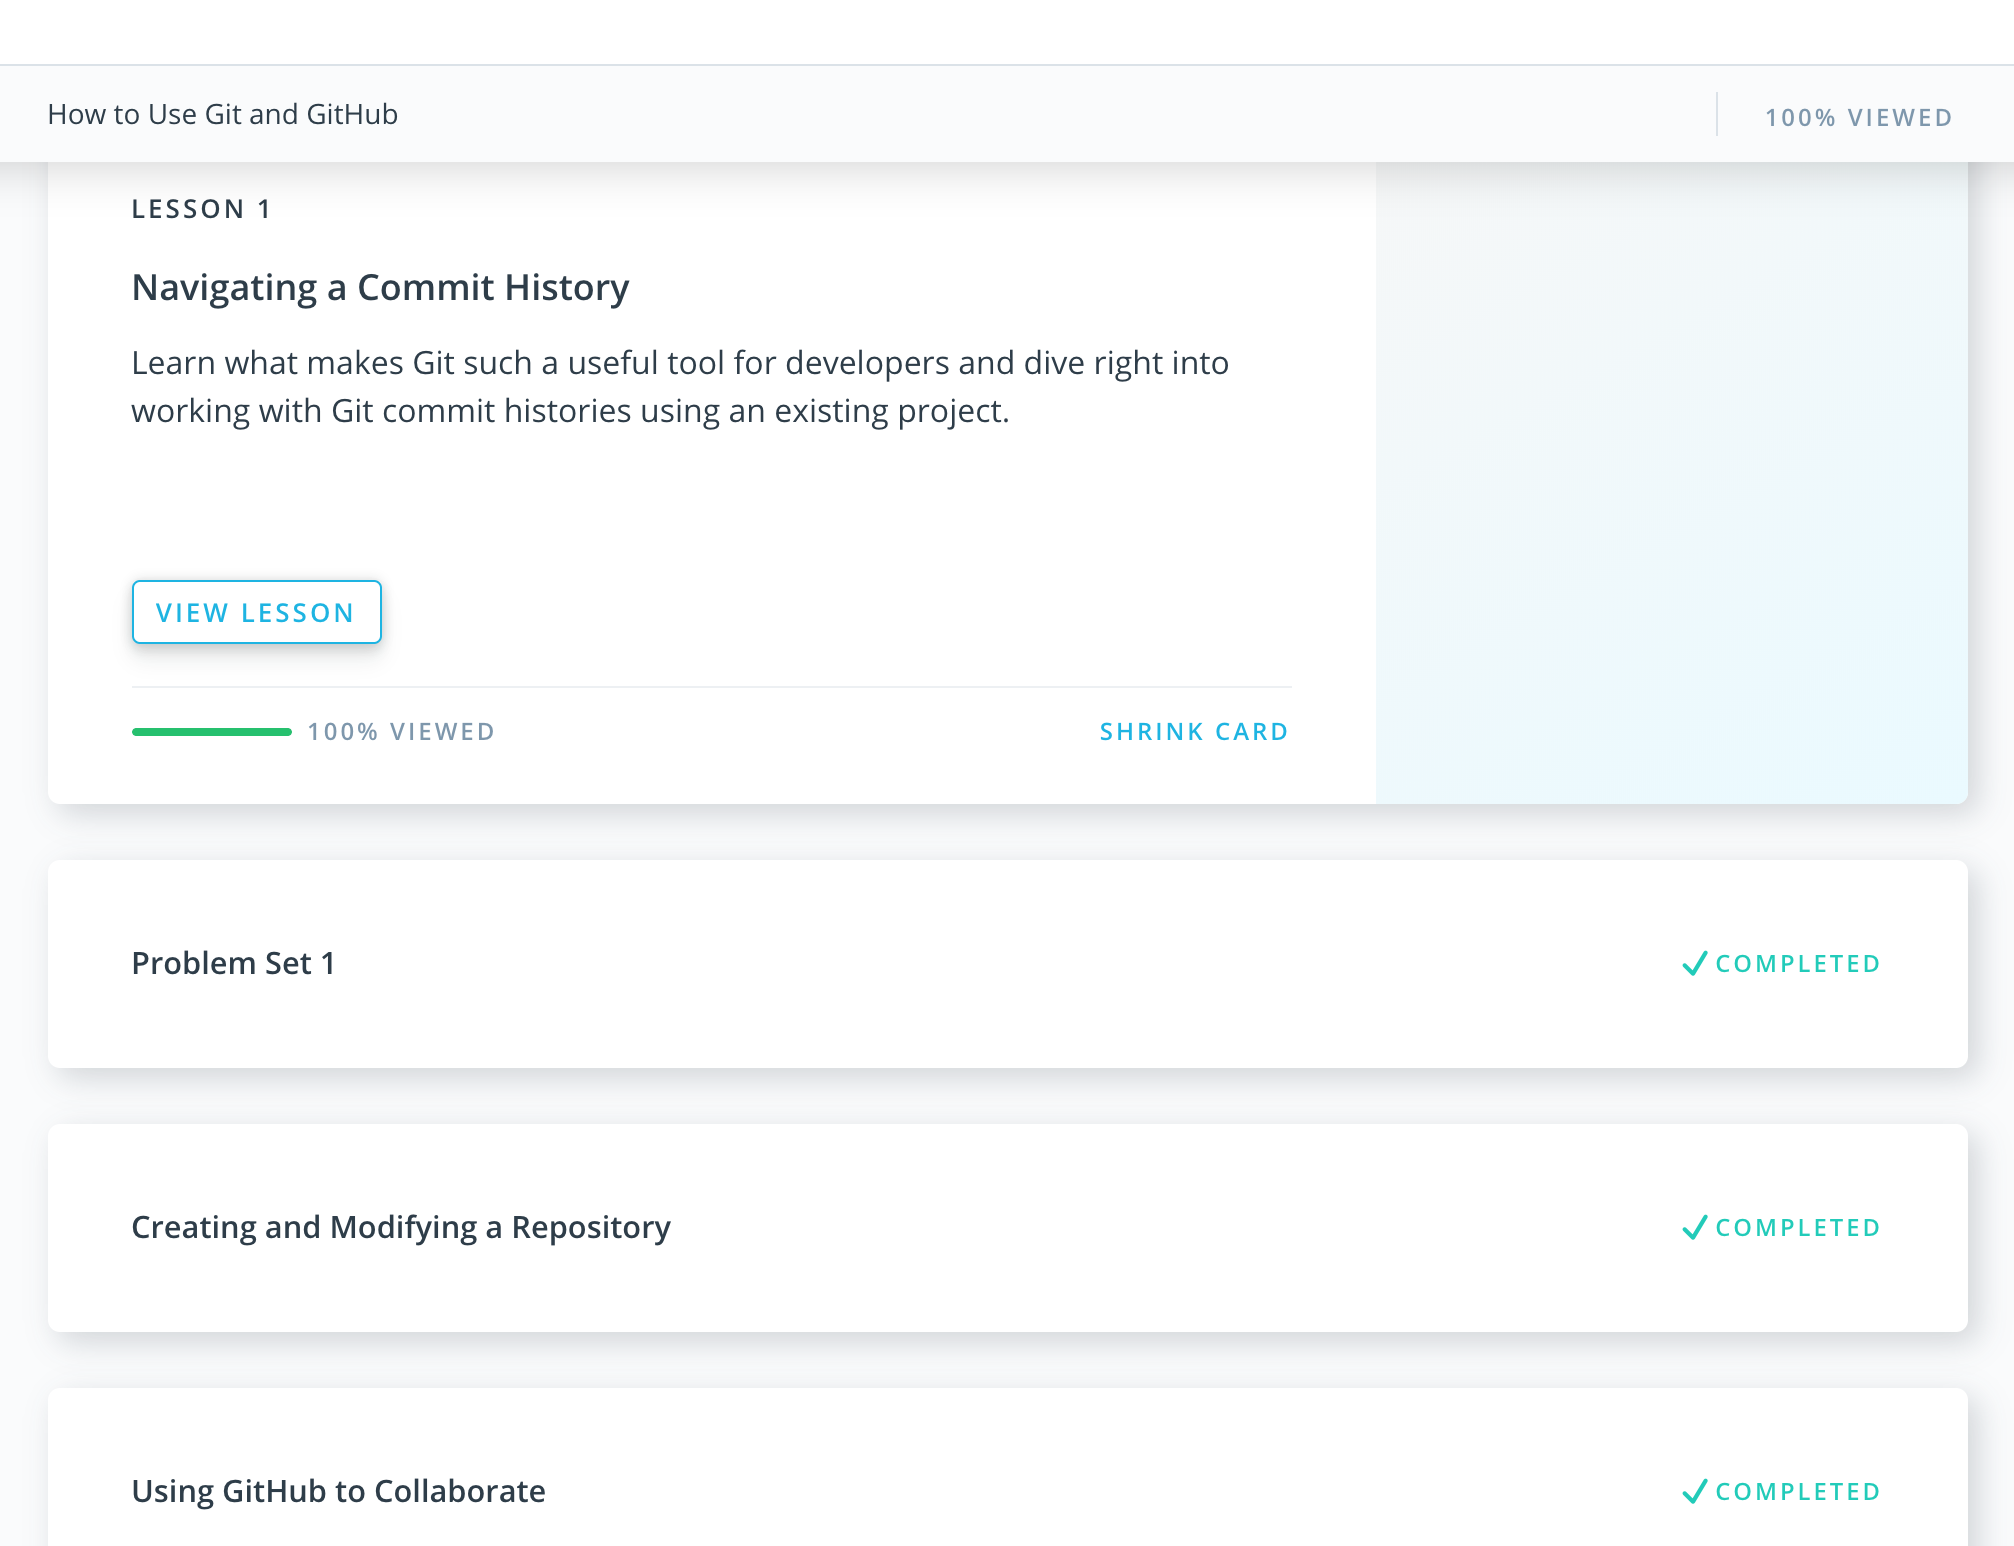 How to Use Git and GitHub
100% VIEWED
LESSON 1
Navigating a Commit History
Learn what makes Git such a useful tool for developers and dive right into
working with Git commit histories using an existing project.
VIEW LESSON
100% VIEWED
SHRINK CARD
Problem Set 1
COMPLETED
Creating and Modifying a Repository
COMPLETED
Using GitHub to Collaborate
COMPLETED